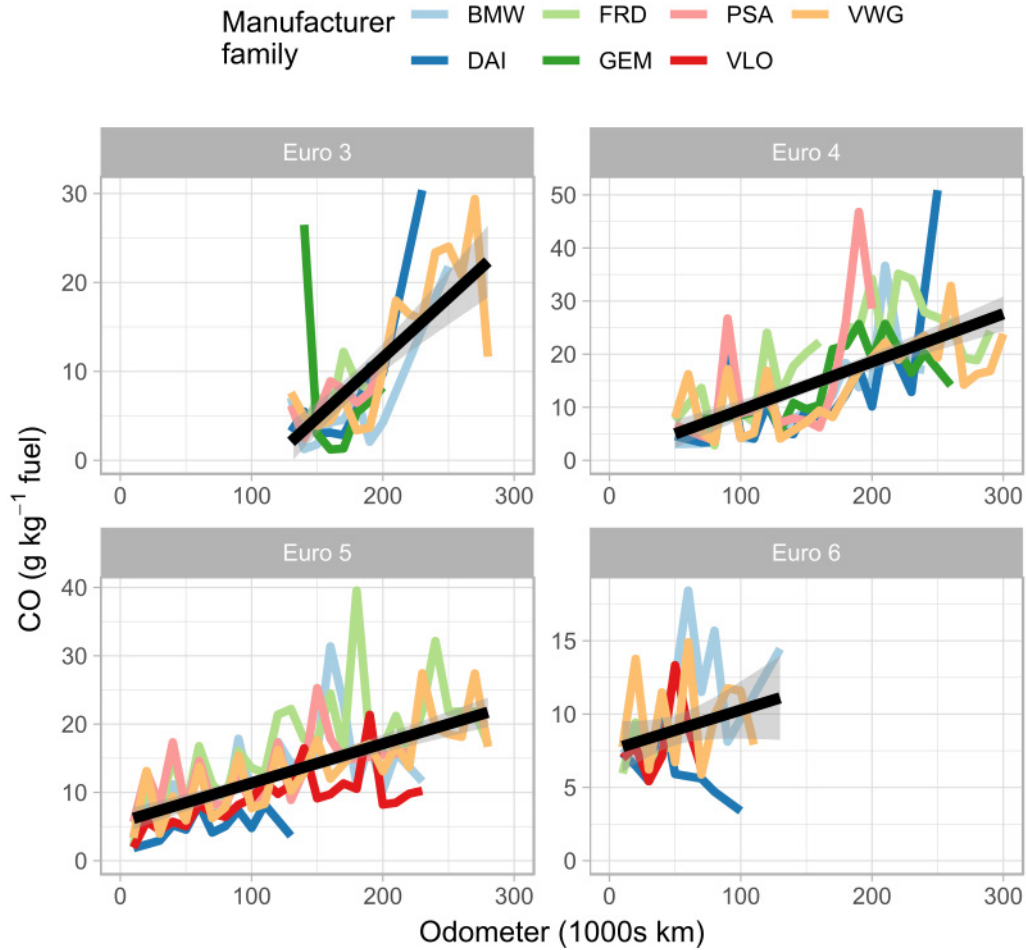 Manufacturer family
BMW FRD PSA VWG
DAI GEM VLO
Euro 3 Euro 4
30
20
10
0
50
40
30
20
10
0
0 100 200 300
0 100 200 300
Euro 5 Euro 6
40
30
20
10
0
15
10
5
0
0 100 200 300
0 100 200 300
CO (g kg⁻¹ fuel)
Odometer (1000s km)